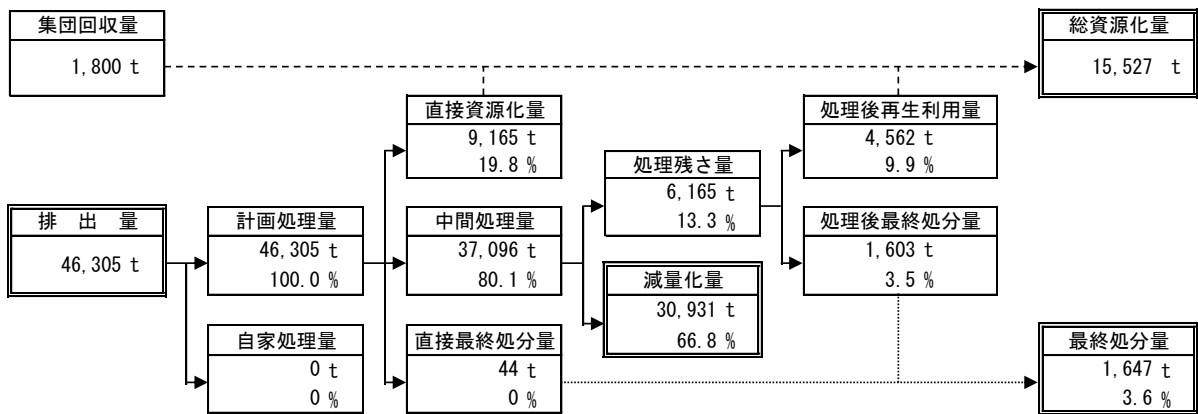 集団回収量
1,800 t
総資源化量
15,527 t
直接資源化量
9,165 t
19.8 %
処理後再生利用量
4,562 t
9.9 %
処理残さ量
6,165 t
13.3 %
排 出 量
46,305 t
計画処理量
46,305 t
100.0 %
中間処理量
37,096 t
80.1 %
処理後最終処分量
1,603 t
3.5 %
減量化量
30,931 t
66.8 %
自家処理量
0 t
0 %
直接最終処分量
44 t
0 %
最終処分量
1,647 t
3.6 %